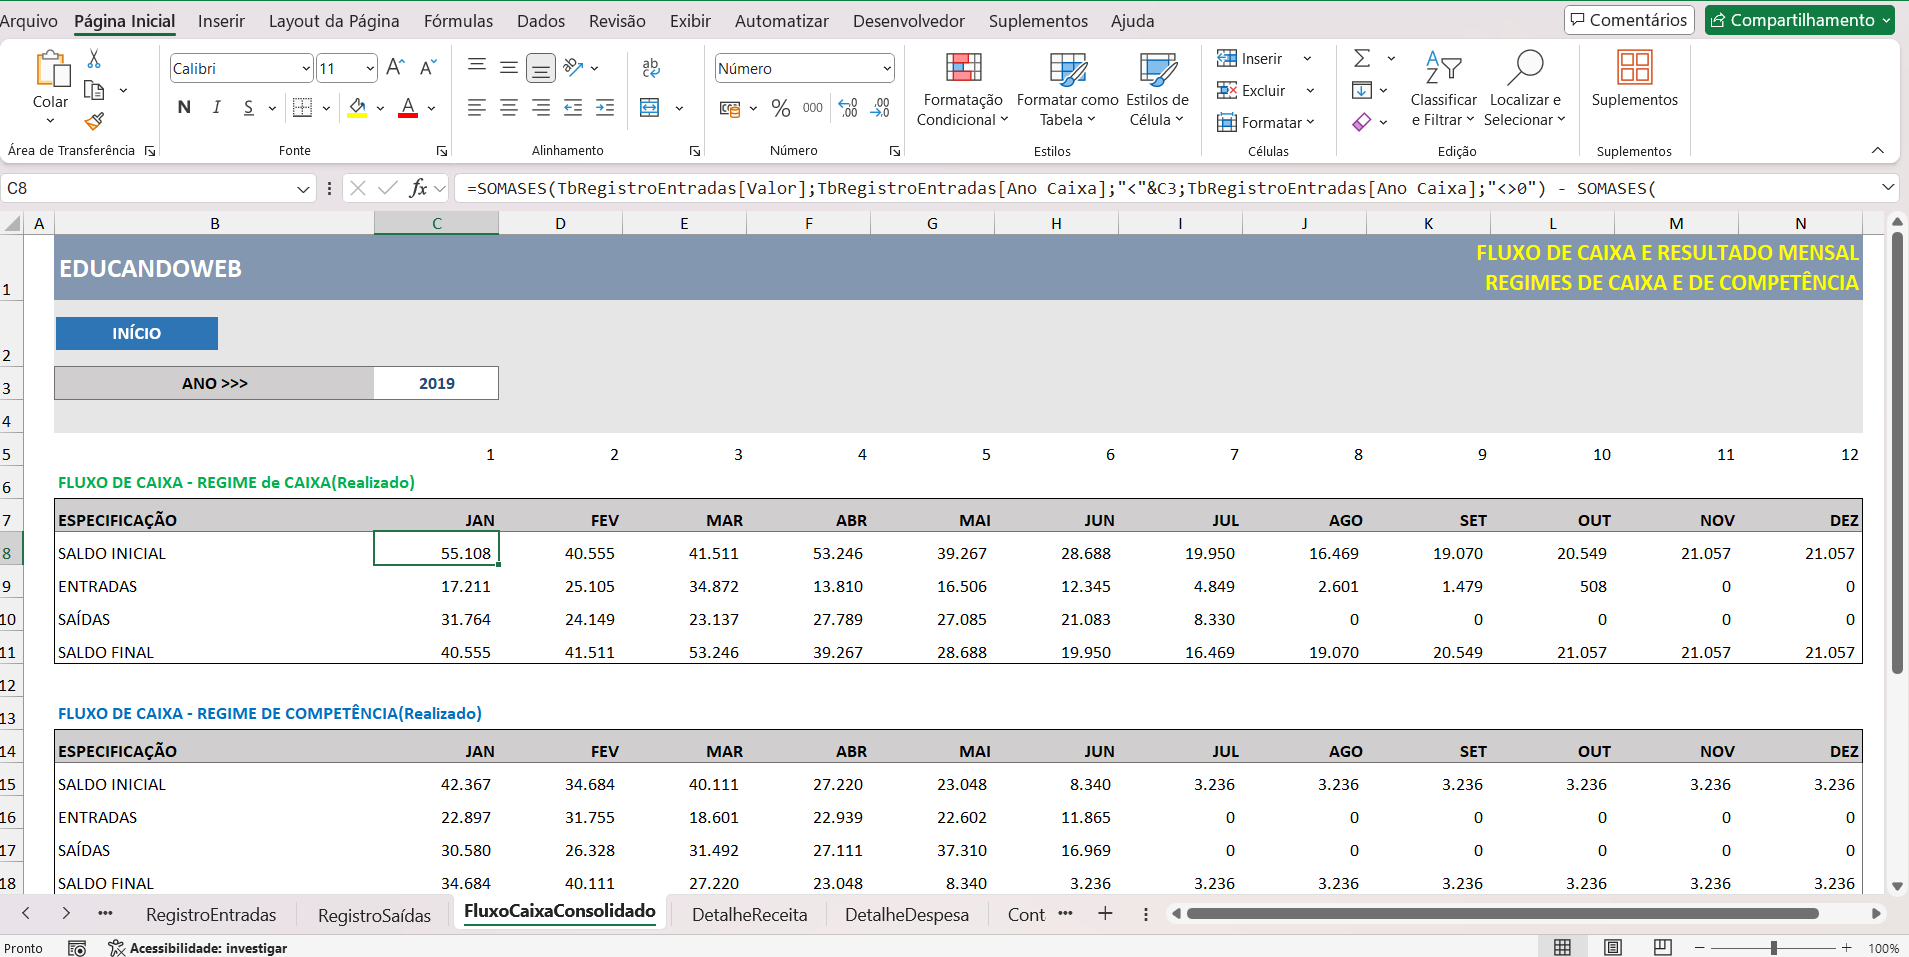 Arquivo Página Inicial Inserir Layout da Página Fórmulas Dados Revisão Exibir Automatizar Desenvolvedor Suplementos Ajuda Comentários Compartilhamento
Colar
Calibri 11
N I S
ab
Número
% 000
Formatação Condicional
Formatar como Tabela
Estilos de Célula
Inserir
Excluir
Formatar
Classificar e Filtrar
Localizar e Selecionar
Suplementos
Área de Transferência Fonte Alinhamento Número Estilos Células Edição Suplementos
C8 fx =SOMASES(TbRegistroEntradas[Valor];TbRegistroEntradas[Ano Caixa];"<"&C3;TbRegistroEntradas[Ano Caixa];"<>0") - SOMASES(
A B C D E F G H I J K L M N
1 EDUCANDOWEB FLUXO DE CAIXA E RESULTADO MENSAL
REGIMES DE CAIXA E DE COMPETÊNCIA
2 INÍCIO
3 ANO >>> 2019
4
5 1 2 3 4 5 6 7 8 9 10 11 12
6 FLUXO DE CAIXA - REGIME de CAIXA(Realizado)
7 ESPECIFICAÇÃO JAN FEV MAR ABR MAI JUN JUL AGO SET OUT NOV DEZ
8 SALDO INICIAL 55.108 40.555 41.511 53.246 39.267 28.688 19.950 16.469 19.070 20.549 21.057 21.057
9 ENTRADAS 17.211 25.105 34.872 13.810 16.506 12.345 4.849 2.601 1.479 508 0 0
10 SAÍDAS 31.764 24.149 23.137 27.789 27.085 21.083 8.330 0 0 0 0 0
11 SALDO FINAL 40.555 41.511 53.246 39.267 28.688 19.950 16.469 19.070 20.549 21.057 21.057 21.057
12
13 FLUXO DE CAIXA - REGIME DE COMPETÊNCIA(Realizado)
14 ESPECIFICAÇÃO JAN FEV MAR ABR MAI JUN JUL AGO SET OUT NOV DEZ
15 SALDO INICIAL 42.367 34.684 40.111 27.220 23.048 8.340 3.236 3.236 3.236 3.236 3.236 3.236
16 ENTRADAS 22.897 31.755 18.601 22.939 22.602 11.865 0 0 0 0 0 0
17 SAÍDAS 30.580 26.328 31.492 27.111 37.310 16.969 0 0 0 0 0 0
18 SALDO FINAL 34.684 40.111 27.220 23.048 8.340 3.236 3.236 3.236 3.236 3.236 3.236 3.236
RegistroEntradas RegistroSaídas FluxoCaixaConsolidado DetalheReceita DetalheDespesa Cont
Pronto Acessibilidade: investigar 100%